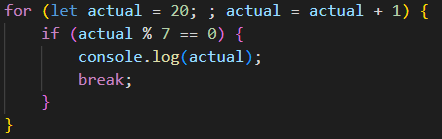 for (let actual = 20; ; actual = actual + 1) {
    if (actual % 7 == 0) {
        console.log(actual);
        break;
    }
}